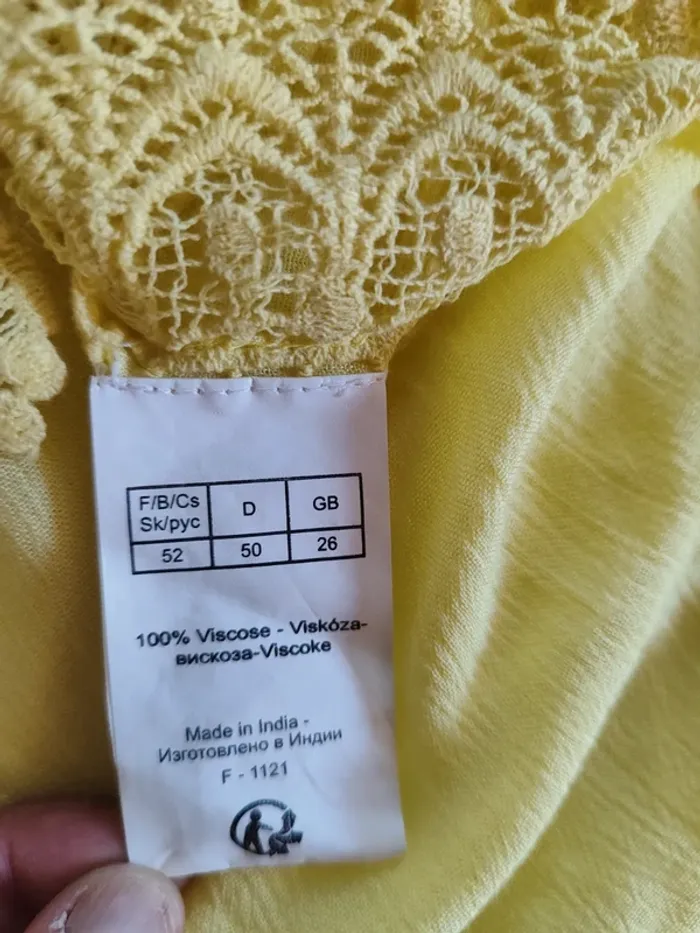 F/B/Cs D GB
Sk/рус
52 50 26
100% Viscose - Viskóza-
вискоза-Viscoke
Made in India -
Изготовлено в Индии
F - 1121